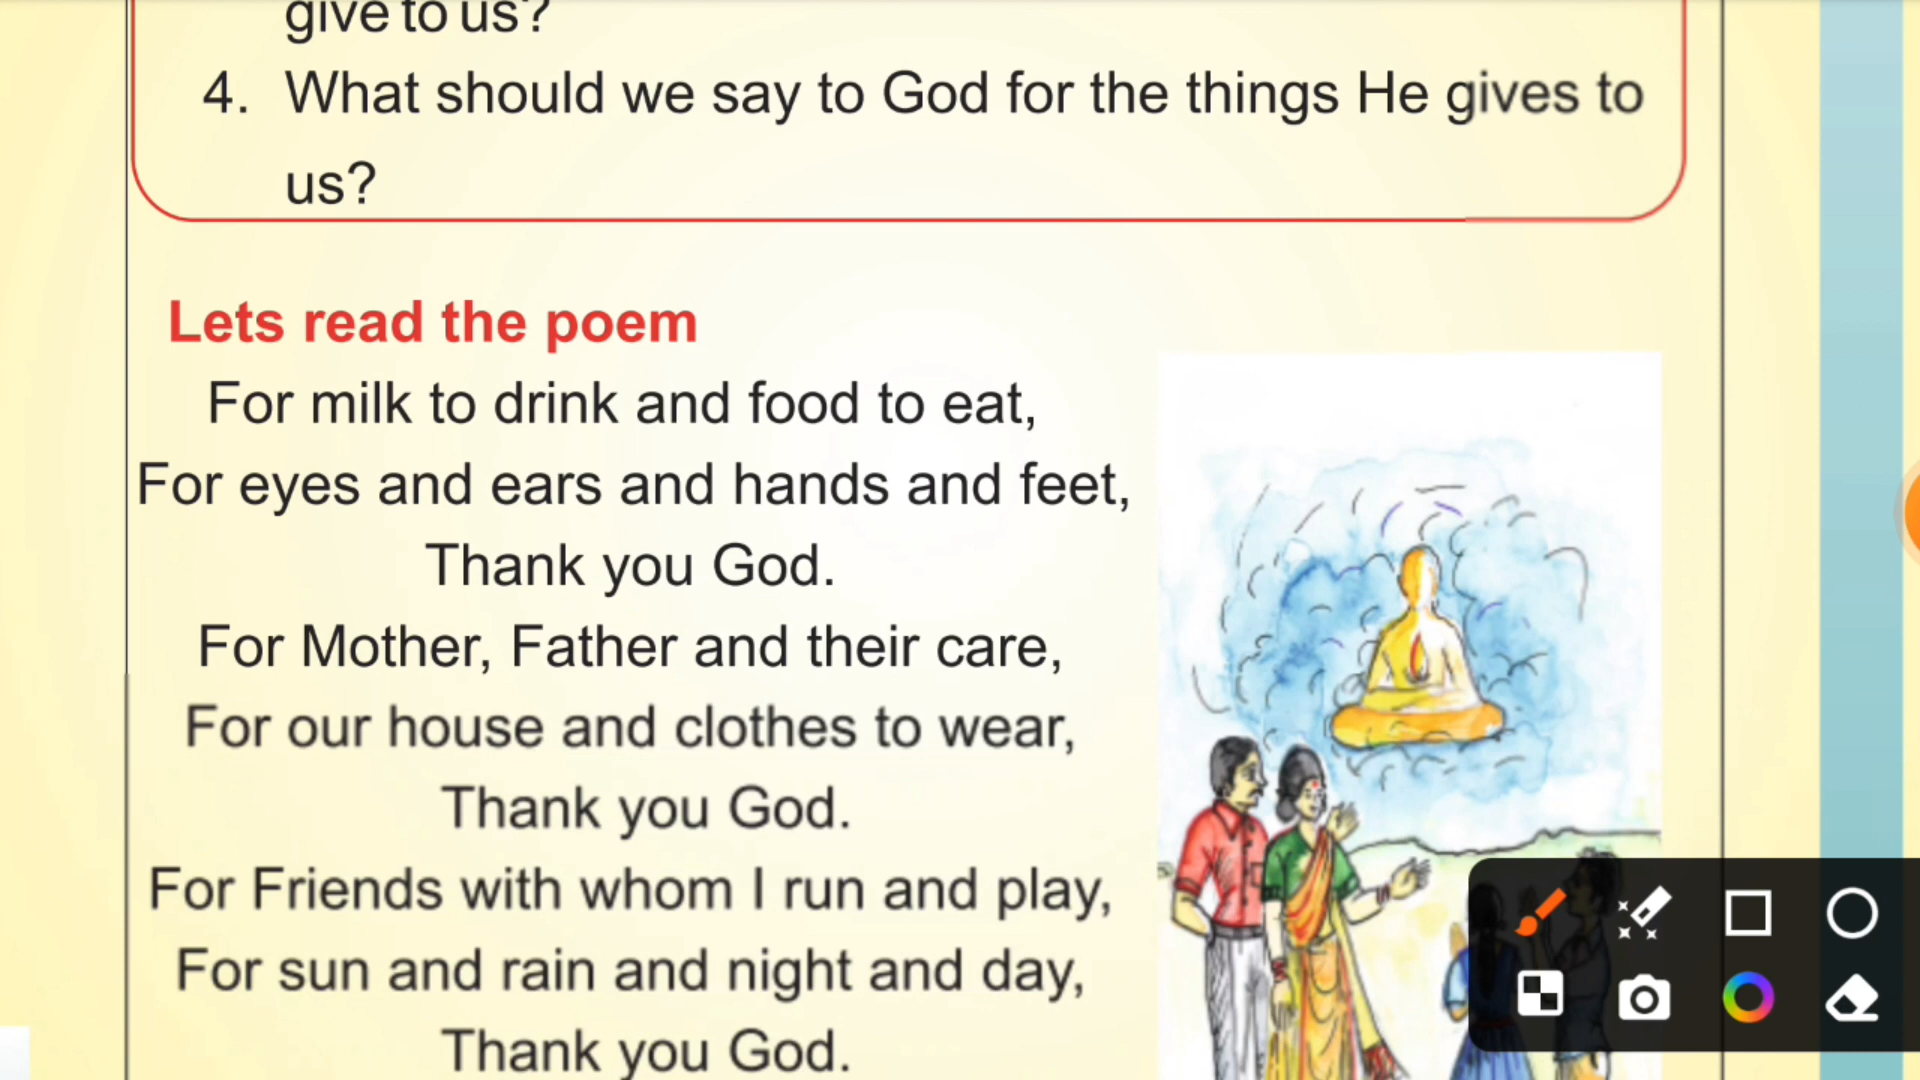 give to us?
4. What should we say to God for the things He gives to
us?
Lets read the poem
For milk to drink and food to eat,
For eyes and ears and hands and feet,
Thank you God.
For Mother, Father and their care,
For our house and clothes to wear,
Thank you God.
For Friends with whom I run and play,
For sun and rain and night and day,
Thank you God.